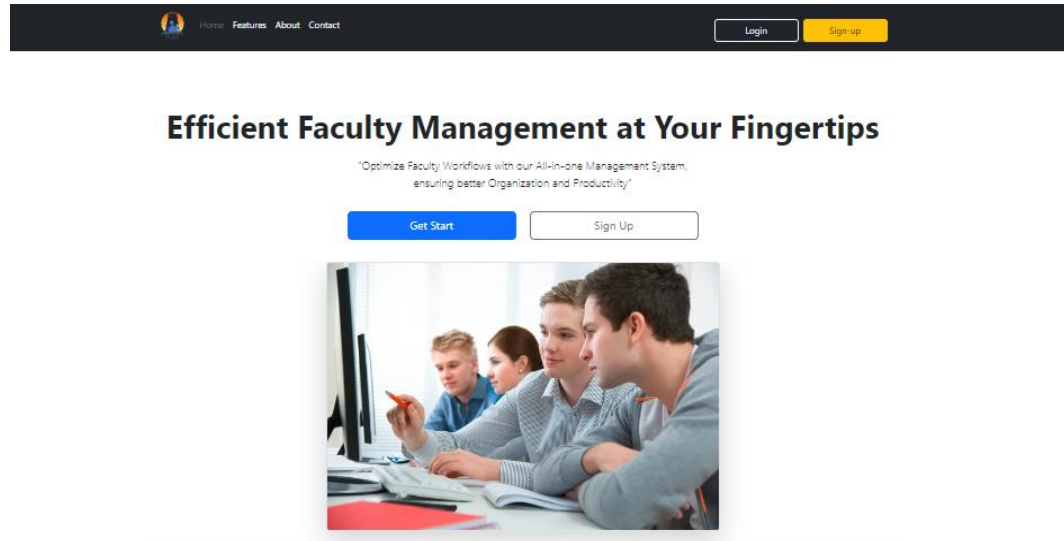 Home Features About Contact Login Sign-up
Efficient Faculty Management at Your Fingertips
"Optimize Faculty Workflows with our All-in-one Management System,
ensuring better Organization and Productivity"
Get Start Sign Up